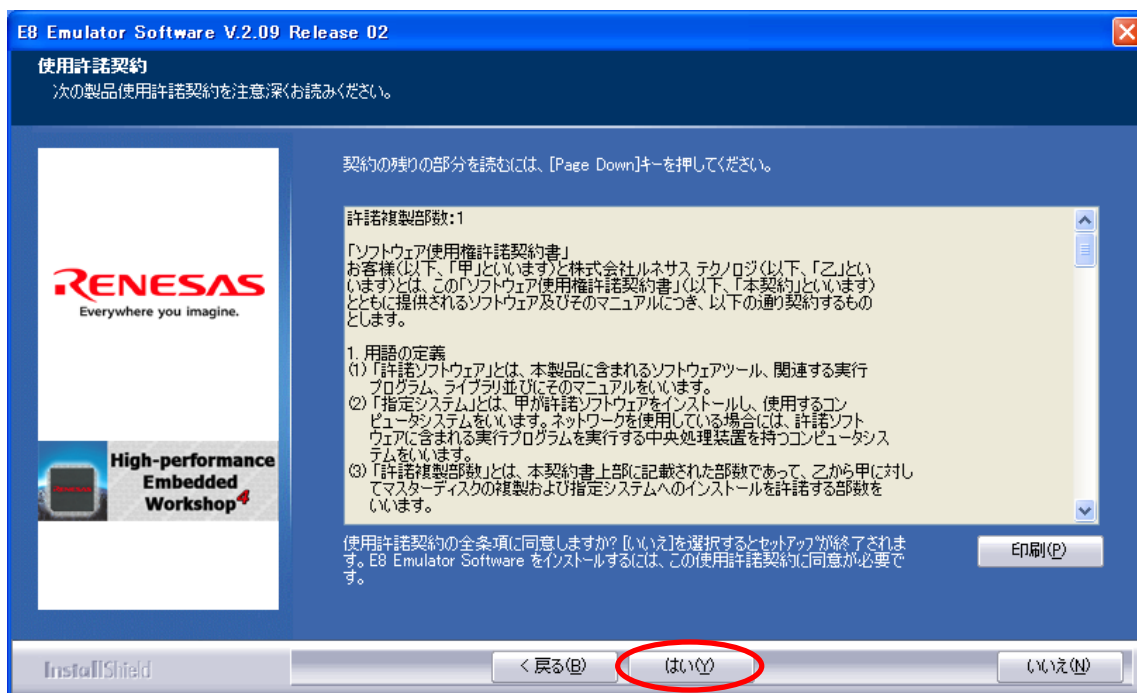 E8 Emulator Software V.2.09 Release 02
使用許諾契約
次の製品使用許諾契約を注意深くお読みください。
契約の残りの部分を読むには、[Page Down]キーを押してください。
RENESAS
Everywhere you imagine.
High-performance
Embedded
Workshop4
許諾複製部数:1
「ソフトウェア使用権許諾契約書」
お客様(以下、「甲」といいます)と株式会社ルネサス テクノロジ(以下、「乙」とい
います)とは、この「ソフトウェア使用権許諾契約書」(以下、「本契約」といいます)
とともに提供されるソフトウェア及びそのマニュアルにつき、以下の通り契約するもの
とします。
1. 用語の定義
(1)「許諾ソフトウェア」とは、本製品に含まれるソフトウェアツール、関連する実行
プログラム、ライブラリ並びにそのマニュアルをいいます。
(2)「指定システム」とは、甲が許諾ソフトウェアをインストールし、使用するコン
ピュータシステムをいいます。ネットワークを使用している場合には、許諾ソフト
ウェアに含まれる実行プログラムを実行する中央処理装置を持つコンピュータシス
テムをいいます。
(3)「許諾複製部数」とは、本契約書上部に記載された部数であって、乙から甲に対し
てマスターディスクの複製および指定システムへのインストールを許諾する部数を
いいます。
使用許諾契約の全条項に同意しますか? [いいえ]を選択するとセットアップが終了されま
す。E8 Emulator Software をインストールするには、この使用許諾契約に同意が必要で
す。
印刷(P)
InstallShield
< 戻る(B)
はい(Y)
いいえ(N)